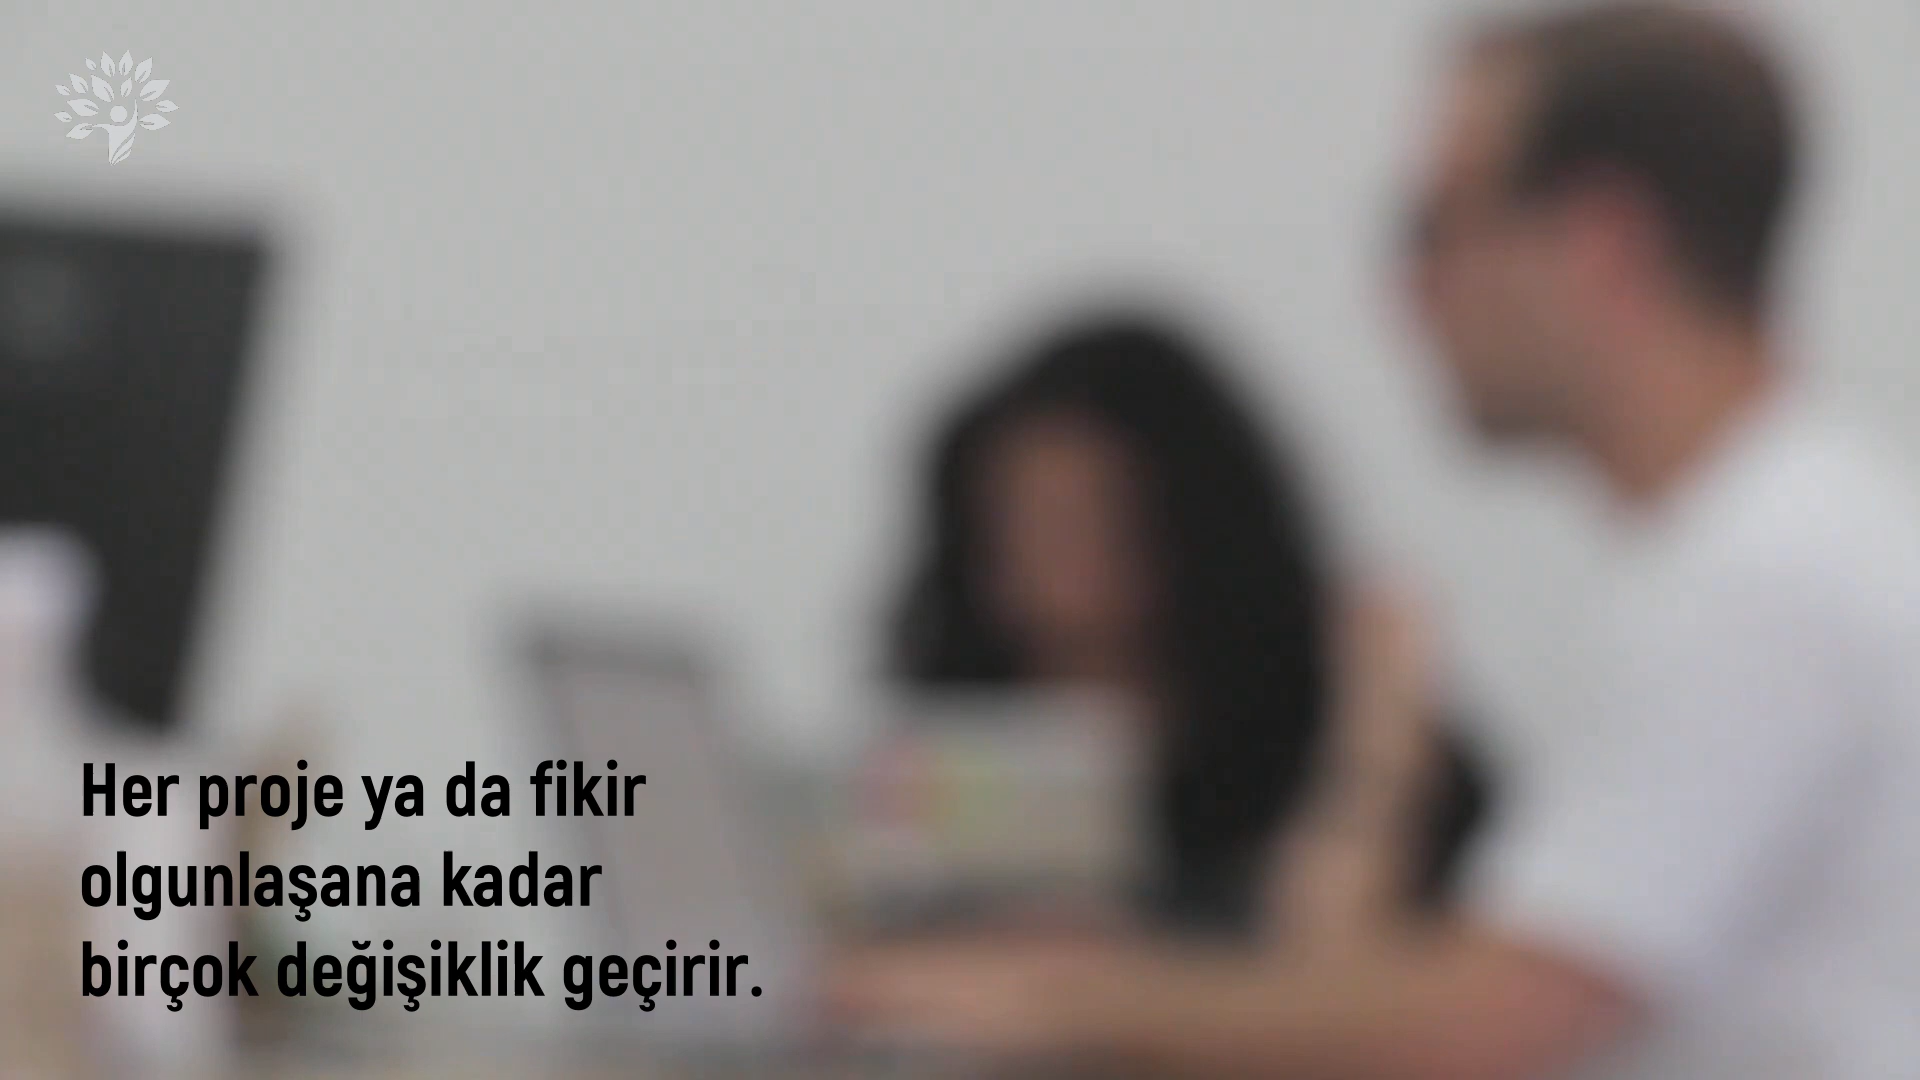 Her proje ya da fikir
olgunlaşana kadar
birçok değişiklik geçirir.